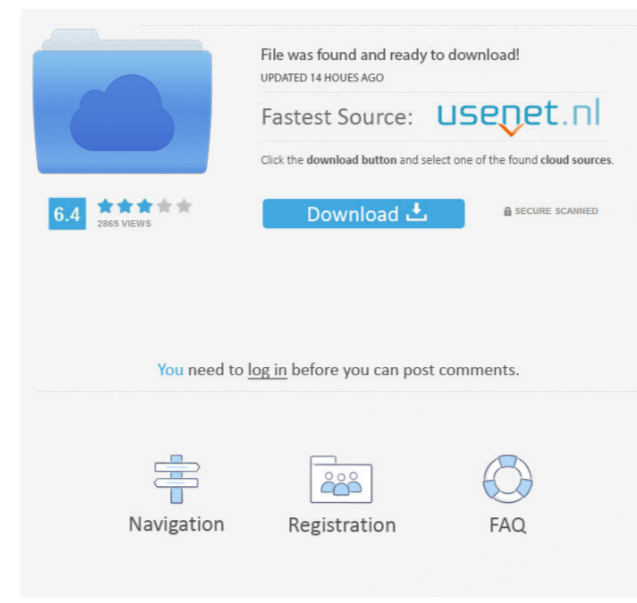 File was found and ready to download!
UPDATED 14 HOUES AGO
Fastest Source: usenet.nl
Click the download button and select one of the found cloud sources.
6.4
2865 VIEWS
Download
SECURE SCANNED
You need to log in before you can post comments.
Navigation
Registration
FAQ